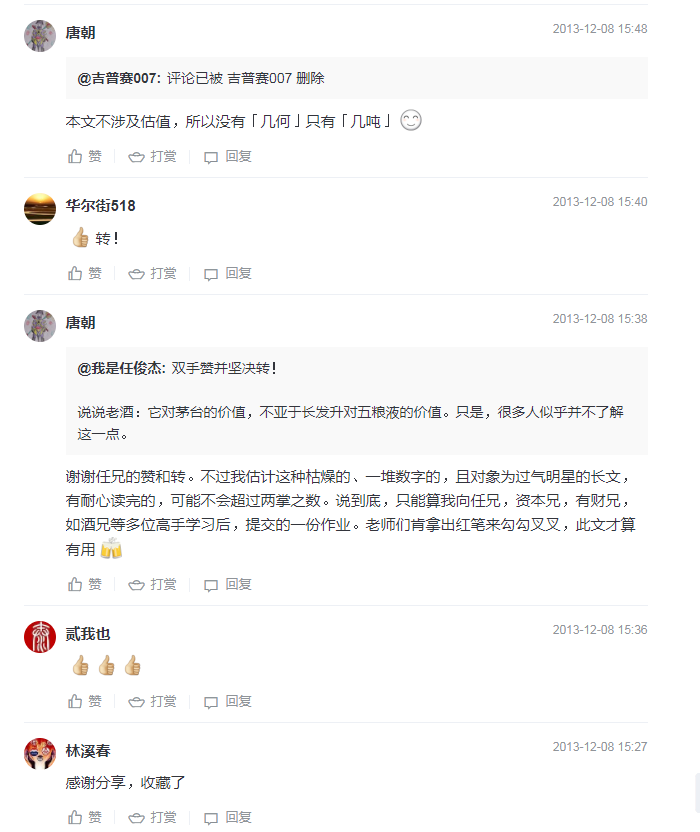 唐朝
2013-12-08 15:48
@吉普赛007: 评论已被 吉普赛007 删除
本文不涉及估值，所以没有「几何」只有「几吨」
赞 打赏 回复
华尔街518
2013-12-08 15:40
转！
赞 打赏 回复
唐朝
2013-12-08 15:38
@我是任俊杰: 双手赞并坚决转！
说说老酒：它对茅台的价值，不亚于长发升对五粮液的价值。只是，很多人似乎并不了解
这一点。
谢谢任兄的赞和转。不过我估计这种枯燥的、一堆数字的，且对象为过气明星的长文，
有耐心读完的，可能不会超过两掌之数。说到底，只能算我向任兄，资本兄，有财兄，
如酒兄等多位高手学习后，提交的一份作业。老师们肯拿出红笔来勾勾叉叉，此文才算
有用
赞 打赏 回复
贰我也
2013-12-08 15:36
赞 打赏 回复
林溪春
2013-12-08 15:27
感谢分享，收藏了
赞 打赏 回复